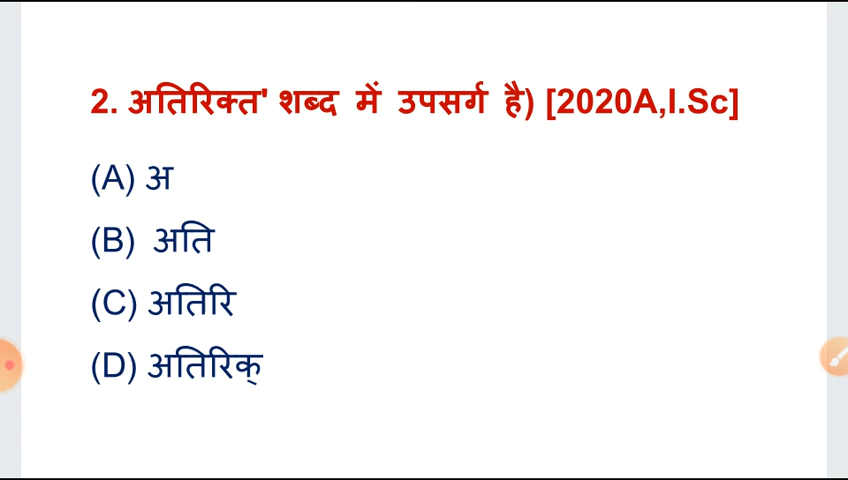 2. अतिरिक्त' शब्द में उपसर्ग है) [2020A,I.Sc]
(A) अ
(B) अति
(C) अतिरि
(D) अतिरिक्